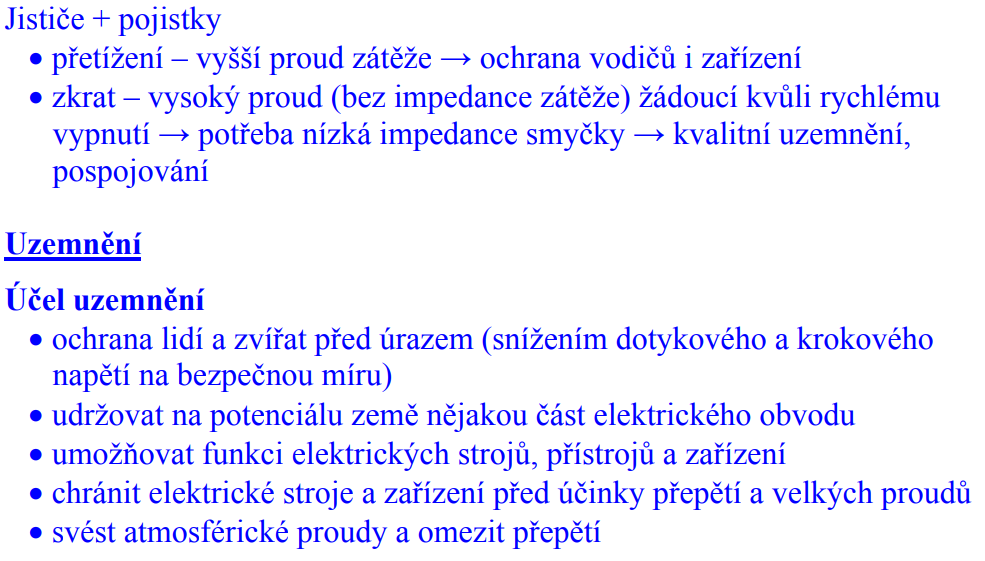 Jističe + pojistky
• přetížení – vyšší proud zátěže → ochrana vodičů i zařízení
• zkrat – vysoký proud (bez impedance zátěže) žádoucí kvůli rychlému
vypnutí → potřeba nízká impedance smyčky → kvalitní uzemnění,
pospojování
Uzemnění
Účel uzemnění
• ochrana lidí a zvířat před úrazem (snížením dotykového a krokového
napětí na bezpečnou míru)
• udržovat na potenciálu země nějakou část elektrického obvodu
• umožňovat funkci elektrických strojů, přístrojů a zařízení
• chránit elektrické stroje a zařízení před účinky přepětí a velkých proudů
• svést atmosférické proudy a omezit přepětí